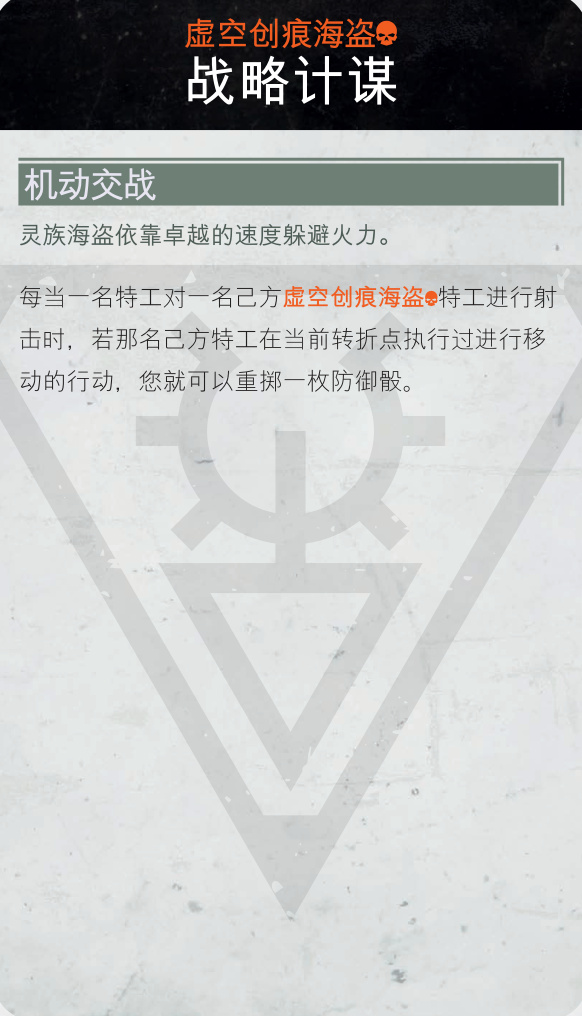 虚空创痕海盗
战略计谋
机动交战
灵族海盗依靠卓越的速度躲避火力。
每当一名特工对一名己方虚空创痕海盗特工进行射
击时，若那名己方特工在当前转折点执行过进行移
动的行动，您就可以重掷一枚防御骰。